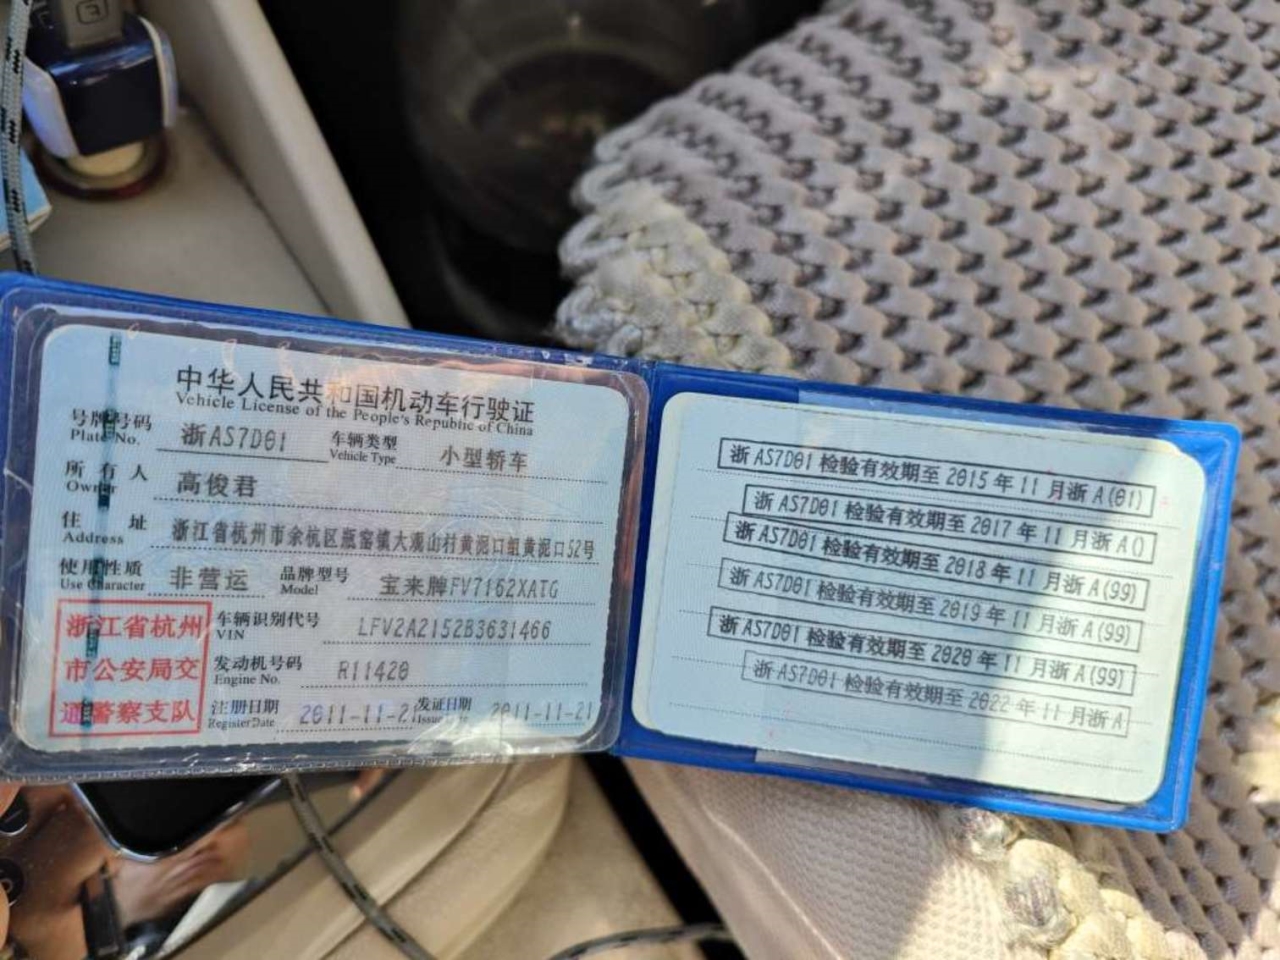 中华人民共和国机动车行驶证
Vehicle License of the People's Republic of China
号牌号码 浙AS7D01 车辆类型 小型轿车
Plate No. Vehicle Type
所有人 高俊君
Owner
住址 浙江省杭州市余杭区瓶窑镇大观山村黄泥口组黄泥口52号
Address
使用性质 非营运 品牌型号 宝来牌FV7162XATG
Use Character Model
浙江省杭州
市公安局交
通警察支队
车辆识别代号 LFV2A2152B3631466
VIN
发动机号码 R11420
Engine No.
注册日期 2011-11-21 发证日期 2011-11-21
Register Date Issue Date
浙AS7D01检验有效期至2015年11月浙A(01)
浙AS7D01检验有效期至2017年11月浙A()
浙AS7D01检验有效期至2018年11月浙A(99)
浙AS7D01检验有效期至2019年11月浙A(99)
浙AS7D01检验有效期至2020年11月浙A(99)
浙AS7D01检验有效期至2022年11月浙A